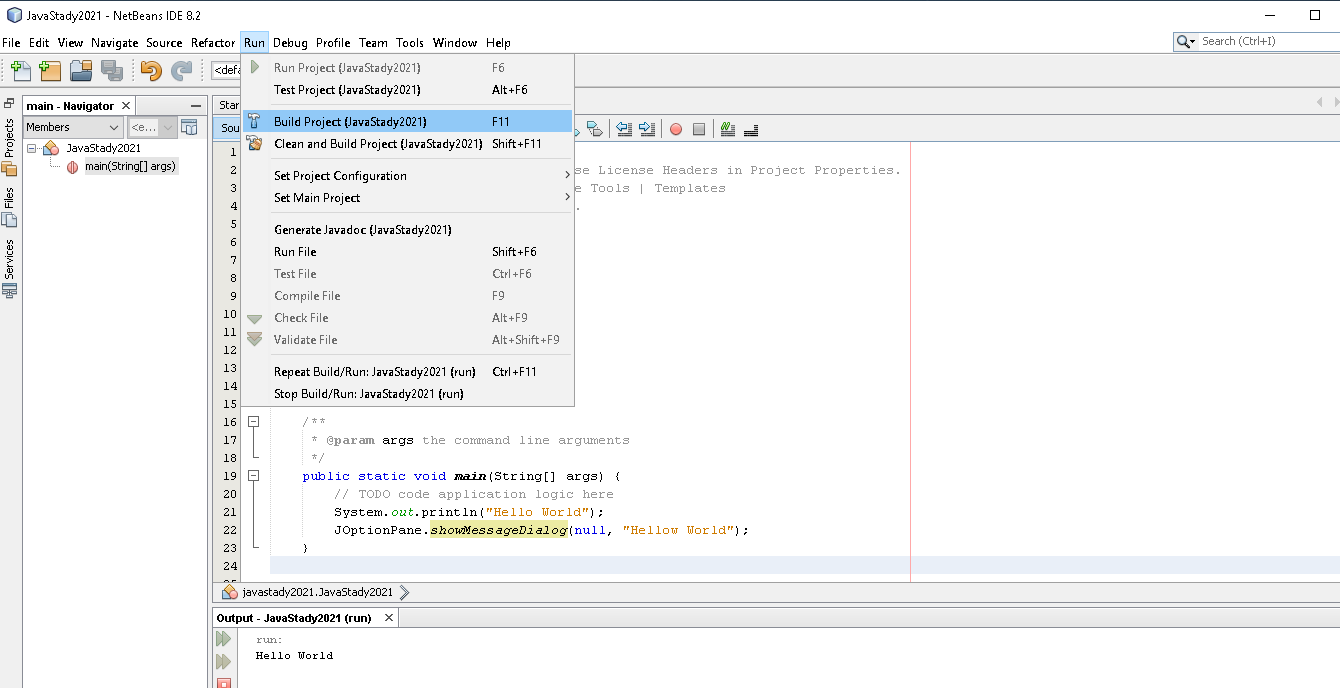 JavaStady2021 - NetBeans IDE 8.2
File Edit View Navigate Source Refactor Run Debug Profile Team Tools Window Help
Search (Ctrl+I)
<defa
Run Project (JavaStady2021) F6
Test Project (JavaStady2021) Alt+F6
Build Project (JavaStady2021) F11
Clean and Build Project (JavaStady2021) Shift+F11
Set Project Configuration
Set Main Project
Generate Javadoc (JavaStady2021)
Run File Shift+F6
Test File Ctrl+F6
Compile File F9
Check File Alt+F9
Validate File Alt+Shift+F9
Repeat Build/Run: JavaStady2021 (run) Ctrl+F11
Stop Build/Run: JavaStady2021 (run)
Projects
Files
Services
main - Navigator
Members
<e...
JavaStady2021
main(String[] args)
Star
Sou
1
2 se License Headers in Project Properties.
3 e Tools | Templates
4 .
5
6
7
8
9
10
11
12
13
14
15
16 /**
17 * @param args the command line arguments
18 */
19 public static void main(String[] args) {
20 // TODO code application logic here
21 System.out.println("Hello World");
22 JOptionPane.showMessageDialog(null, "Hellow World");
23 }
24
javastady2021.JavaStady2021
Output - JavaStady2021 (run)
run:
Hello World